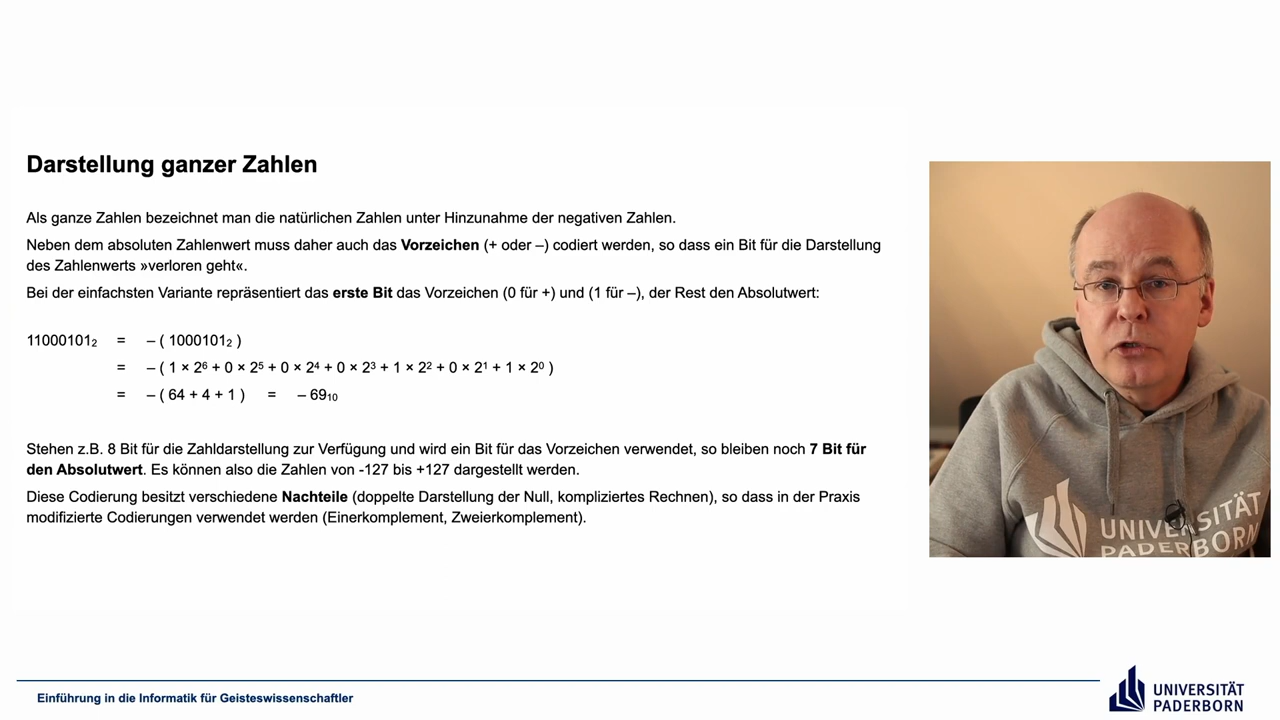 Darstellung ganzer Zahlen
Als ganze Zahlen bezeichnet man die natürlichen Zahlen unter Hinzunahme der negativen Zahlen.
Neben dem absoluten Zahlenwert muss daher auch das Vorzeichen (+ oder –) codiert werden, so dass ein Bit für die Darstellung
des Zahlenwerts »verloren geht«.
Bei der einfachsten Variante repräsentiert das erste Bit das Vorzeichen (0 für +) und (1 für –), der Rest den Absolutwert:
11000101₂ = – ( 1000101₂ )
= – ( 1 × 2⁶ + 0 × 2⁵ + 0 × 2⁴ + 0 × 2³ + 1 × 2² + 0 × 2¹ + 1 × 2⁰ )
= – ( 64 + 4 + 1 ) = – 69₁₀
Stehen z.B. 8 Bit für die Zahldarstellung zur Verfügung und wird ein Bit für das Vorzeichen verwendet, so bleiben noch 7 Bit für
den Absolutwert. Es können also die Zahlen von -127 bis +127 dargestellt werden.
Diese Codierung besitzt verschiedene Nachteile (doppelte Darstellung der Null, kompliziertes Rechnen), so dass in der Praxis
modifizierte Codierungen verwendet werden (Einerkomplement, Zweierkomplement).
UNIVERSITÄT
PADERBORN
Einführung in die Informatik für Geisteswissenschaftler
UNIVERSITÄT
PADERBORN